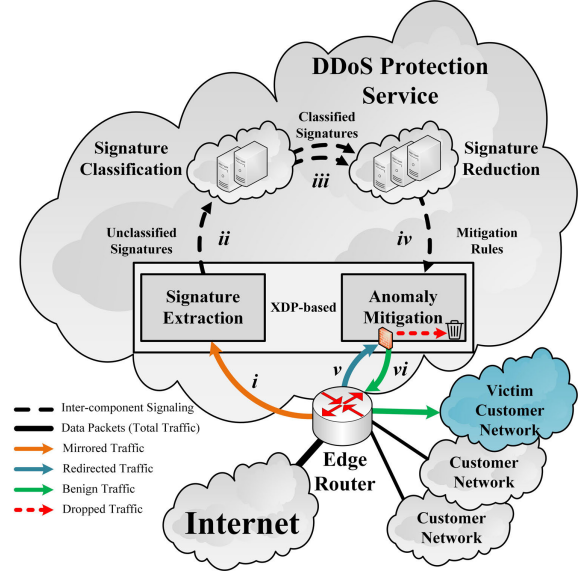 DDoS Protection
Service
Classified
Signatures
Signature
Classification
Signature
Reduction
iii
Unclassified
Signatures
ii
iv
Mitigation
Rules
Signature
Extraction
XDP-based
Anomaly
Mitigation
i
v
vi
Victim
Customer
Network
Inter-component Signaling
Data Packets (Total Traffic)
Mirrored Traffic
Redirected Traffic
Benign Traffic
Dropped Traffic
Edge
Router
Customer
Network
Internet
Customer
Network